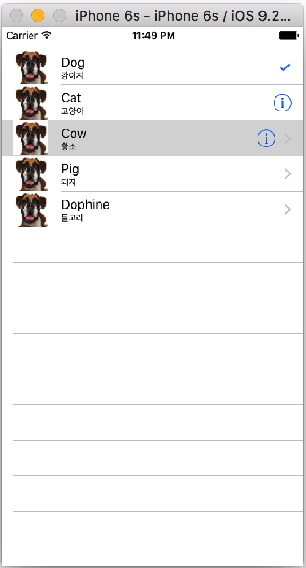 iPhone 6s – iPhone 6s / iOS 9.2...
Carrier 11:49 PM
Dog
강아지
Cat
고양이
Cow
황소
Pig
돼지
Dophine
돌고래